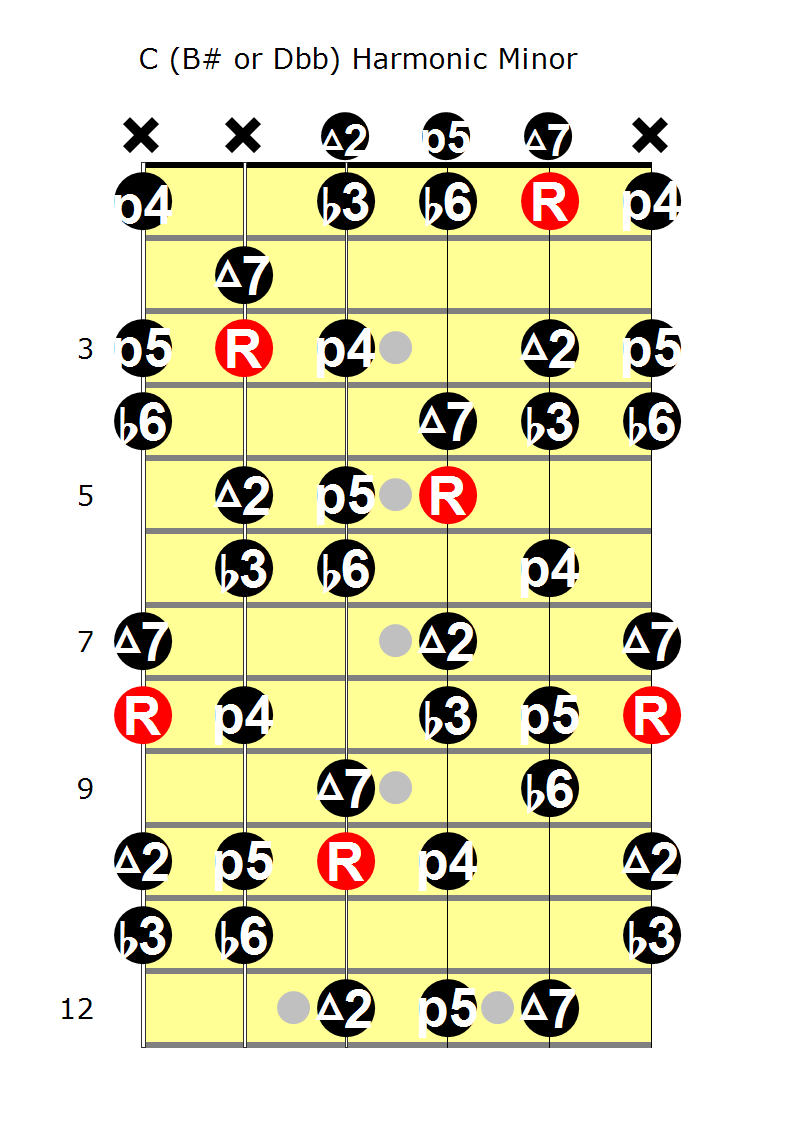 C (B# or Dbb) Harmonic Minor
Δ2 p5 Δ7
p4 ♭3 ♭6 R p4
Δ7
3 p5 R p4 Δ2 p5
♭6 Δ7 ♭3 ♭6
5 Δ2 p5 R
♭3 ♭6 p4
7 Δ7 Δ2 Δ7
R p4 ♭3 p5 R
9 Δ7 ♭6
Δ2 p5 R p4 Δ2
♭3 ♭6 ♭3
12 Δ2 p5 Δ7